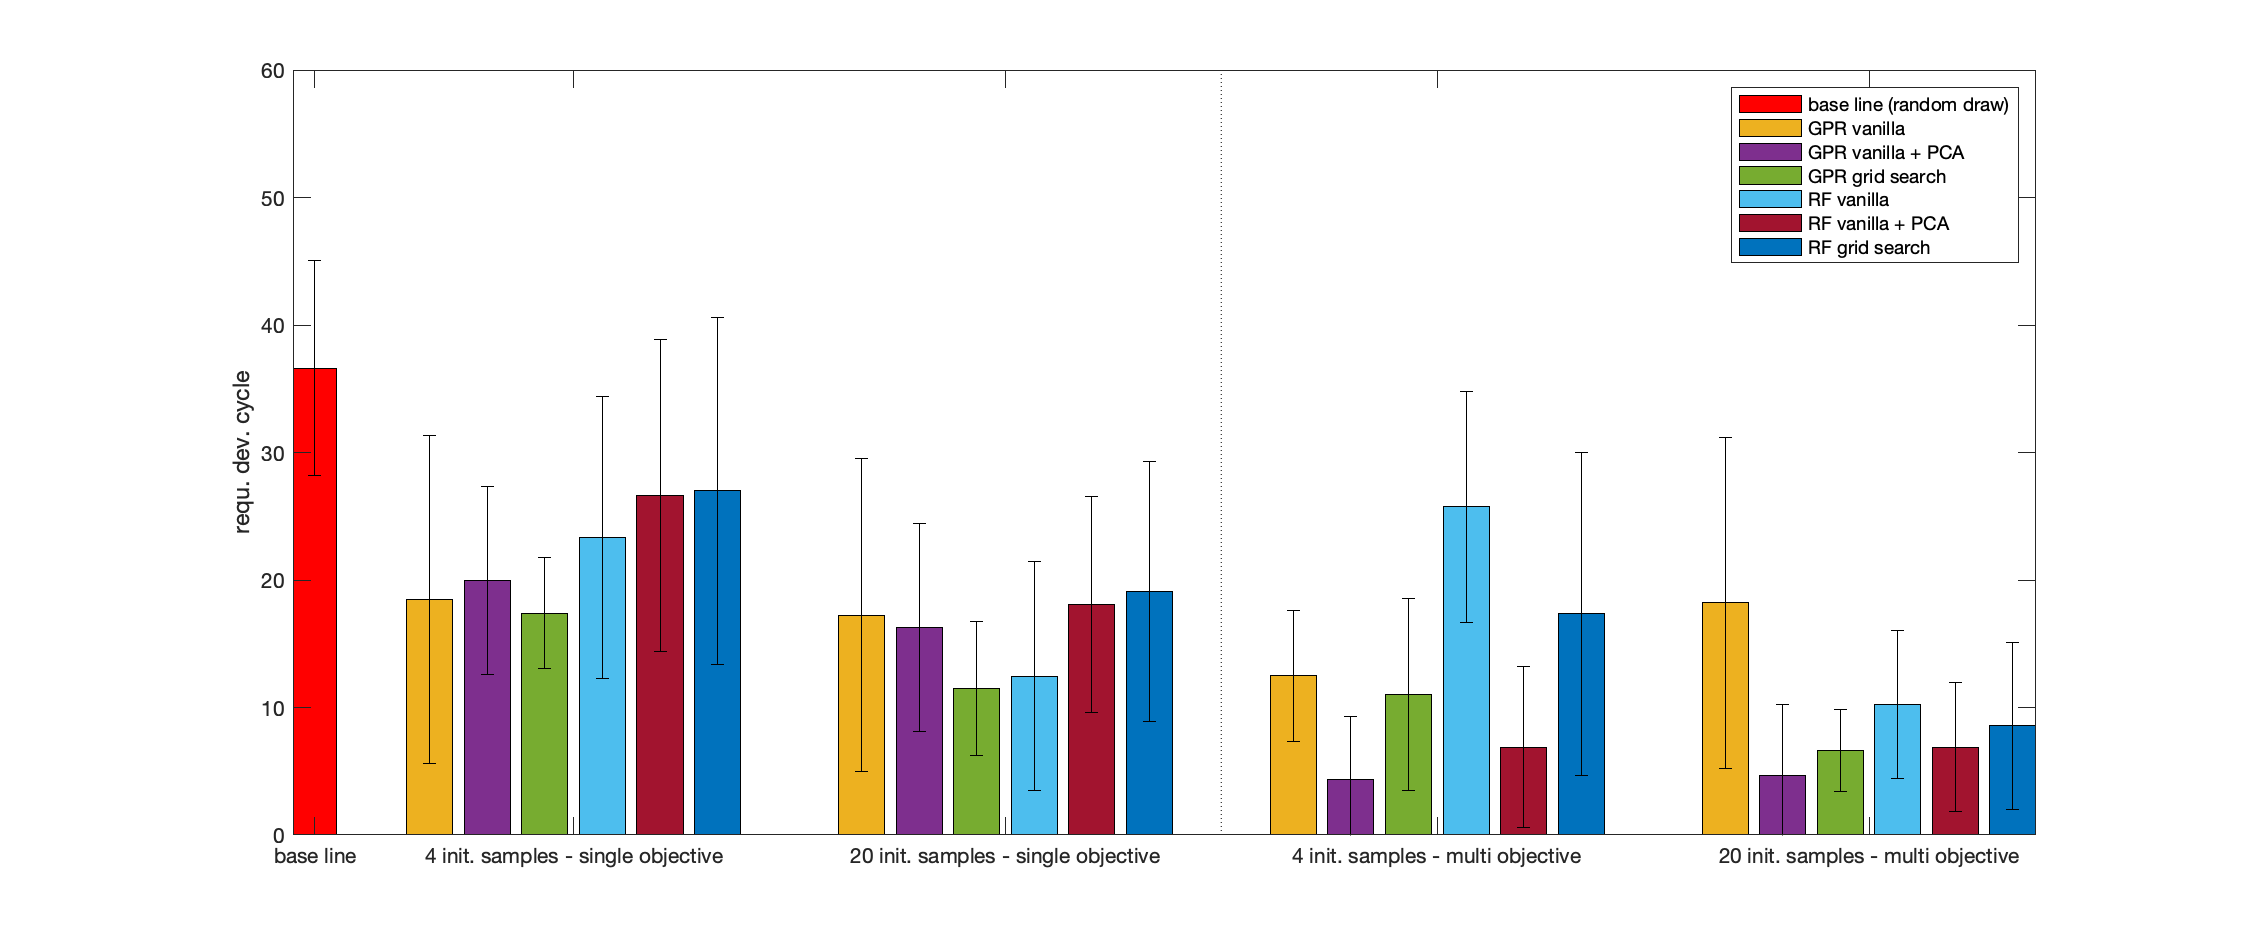 60
50
40
30
20
10
0
requ. dev. cycle
base line
4 init. samples - single objective
20 init. samples - single objective
4 init. samples - multi objective
20 init. samples - multi objective
base line (random draw)
GPR vanilla
GPR vanilla + PCA
GPR grid search
RF vanilla
RF vanilla + PCA
RF grid search